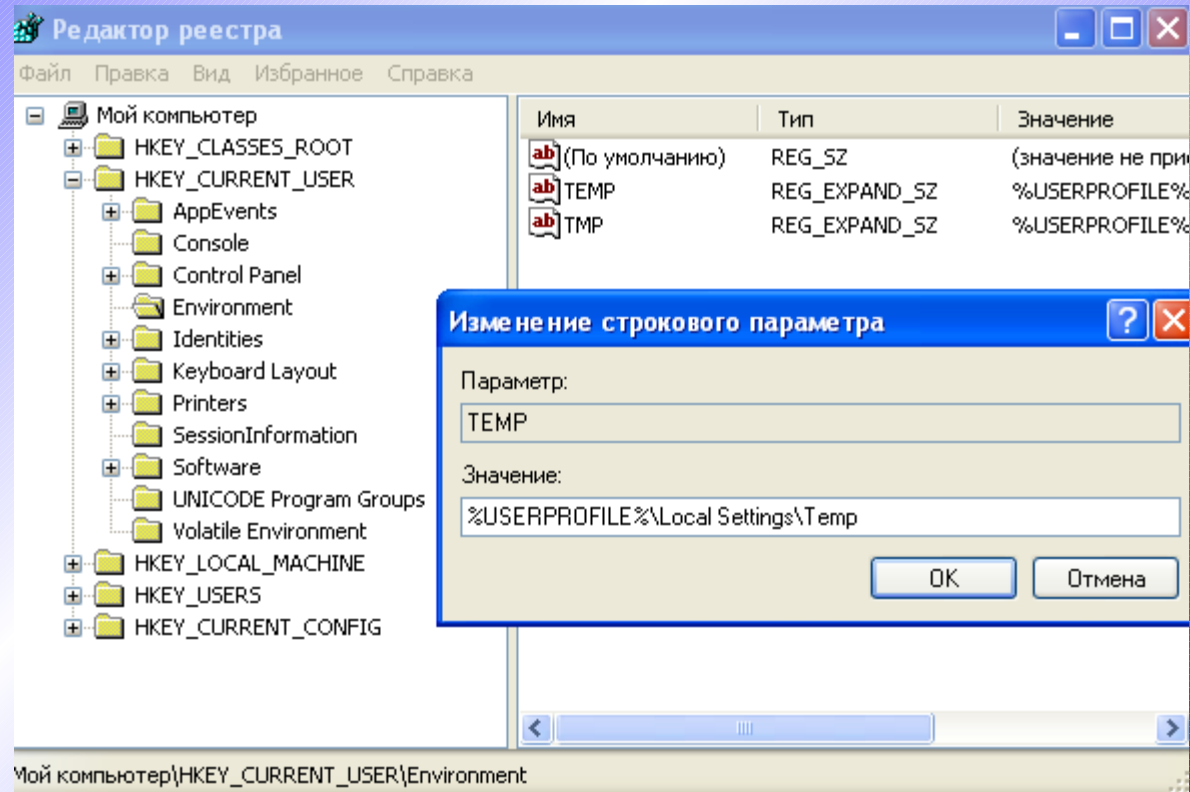 Редактор реестра
Файл Правка Вид Избранное Справка
Мой компьютер
HKEY_CLASSES_ROOT
HKEY_CURRENT_USER
AppEvents
Console
Control Panel
Environment
Identities
Keyboard Layout
Printers
SessionInformation
Software
UNICODE Program Groups
Volatile Environment
HKEY_LOCAL_MACHINE
HKEY_USERS
HKEY_CURRENT_CONFIG
Имя Тип Значение
ab (По умолчанию) REG_SZ (значение не при
ab TEMP REG_EXPAND_SZ %USERPROFILE%
ab TMP REG_EXPAND_SZ %USERPROFILE%
Изменение строкового параметра
Параметр:
TEMP
Значение:
%USERPROFILE%\Local Settings\Temp
OK Отмена
Мой компьютер\HKEY_CURRENT_USER\Environment